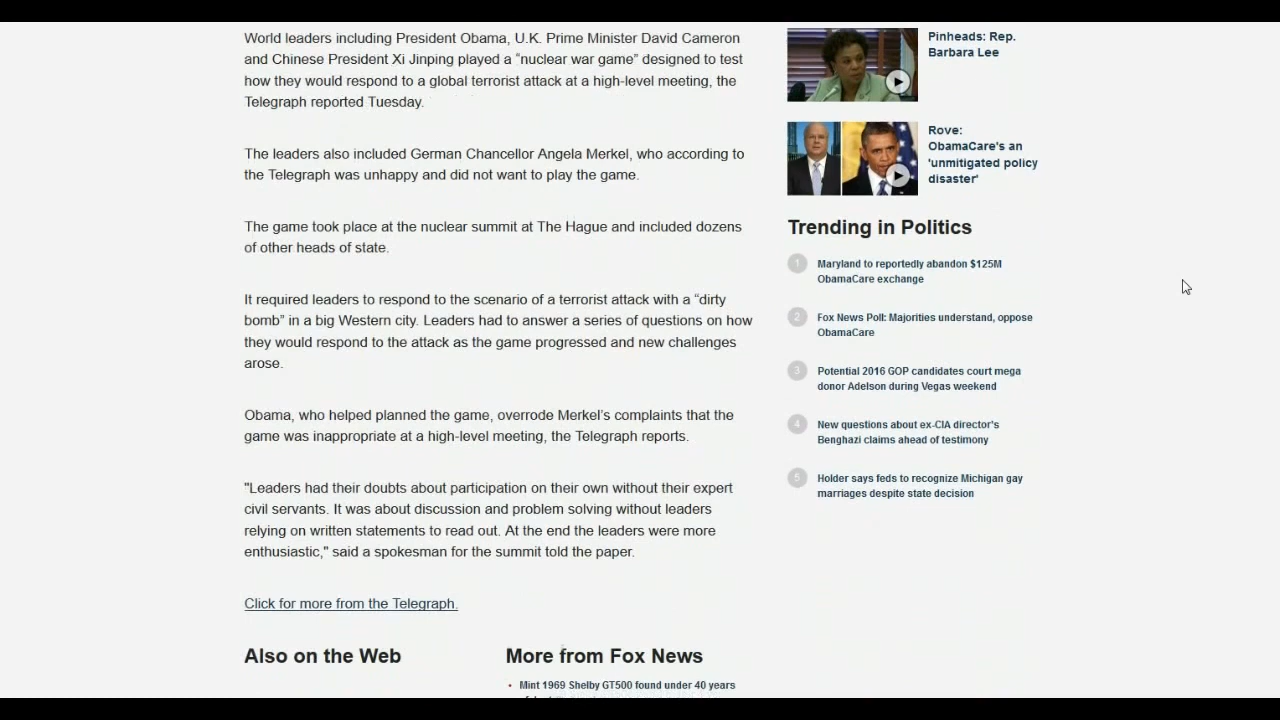 World leaders including President Obama, U.K. Prime Minister David Cameron
and Chinese President Xi Jinping played a “nuclear war game” designed to test
how they would respond to a global terrorist attack at a high-level meeting, the
Telegraph reported Tuesday.
The leaders also included German Chancellor Angela Merkel, who according to
the Telegraph was unhappy and did not want to play the game.
The game took place at the nuclear summit at The Hague and included dozens
of other heads of state.
It required leaders to respond to the scenario of a terrorist attack with a “dirty
bomb” in a big Western city. Leaders had to answer a series of questions on how
they would respond to the attack as the game progressed and new challenges
arose.
Obama, who helped planned the game, overrode Merkel’s complaints that the
game was inappropriate at a high-level meeting, the Telegraph reports.
"Leaders had their doubts about participation on their own without their expert
civil servants. It was about discussion and problem solving without leaders
relying on written statements to read out. At the end the leaders were more
enthusiastic," said a spokesman for the summit told the paper.
Click for more from the Telegraph.
Also on the Web
More from Fox News
• Mint 1969 Shelby GT500 found under 40 years
Pinheads: Rep.
Barbara Lee
Rove:
ObamaCare's an
'unmitigated policy
disaster'
Trending in Politics
1 Maryland to reportedly abandon $125M
ObamaCare exchange
2 Fox News Poll: Majorities understand, oppose
ObamaCare
3 Potential 2016 GOP candidates court mega
donor Adelson during Vegas weekend
4 New questions about ex-CIA director's
Benghazi claims ahead of testimony
5 Holder says feds to recognize Michigan gay
marriages despite state decision